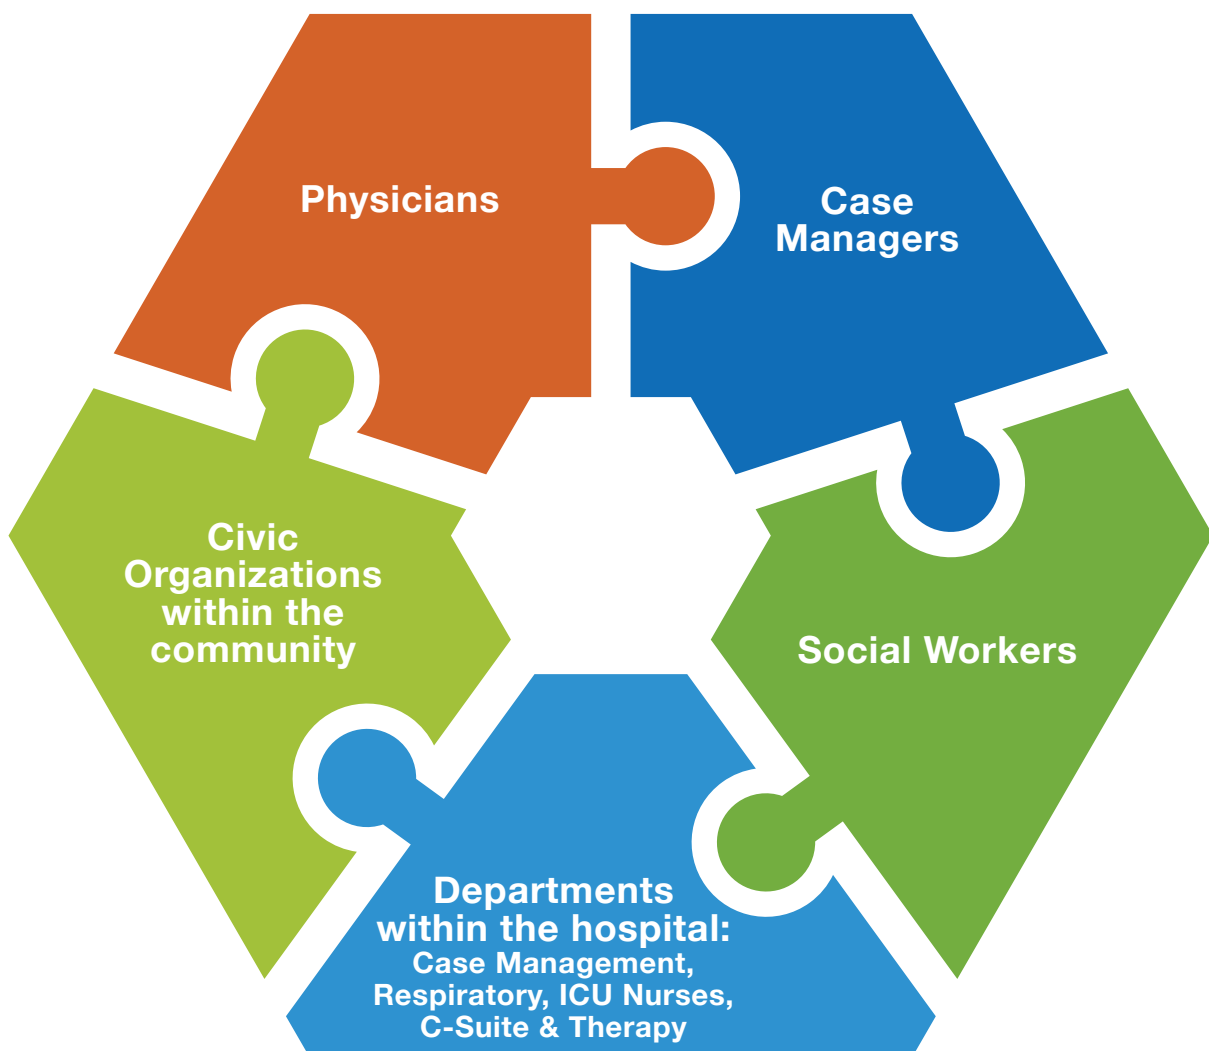 Physicians
Case
Managers
Civic
Organizations
within the
community
Social Workers
Departments
within the hospital:
Case Management,
Respiratory, ICU Nurses,
C-Suite & Therapy